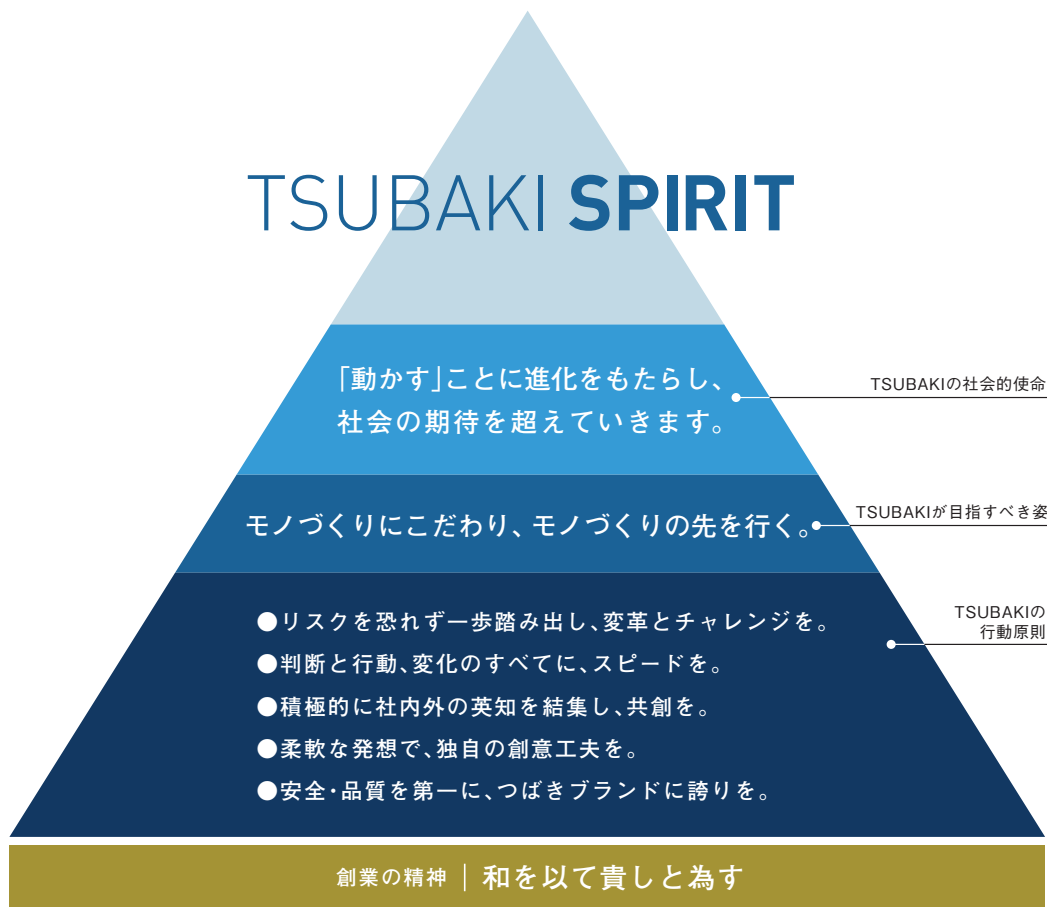 TSUBAKI SPIRIT
「動かす」ことに進化をもたらし、
社会の期待を超えていきます。
TSUBAKIの社会的使命
モノづくりにこだわり、モノづくりの先を行く。
TSUBAKIが目指すべき姿
●リスクを恐れず一歩踏み出し、変革とチャレンジを。
●判断と行動、変化のすべてに、スピードを。
●積極的に社内外の英知を結集し、共創を。
●柔軟な発想で、独自の創意工夫を。
●安全・品質を第一に、つばきブランドに誇りを。
TSUBAKIの
行動原則
創業の精神｜和を以て貴しと為す